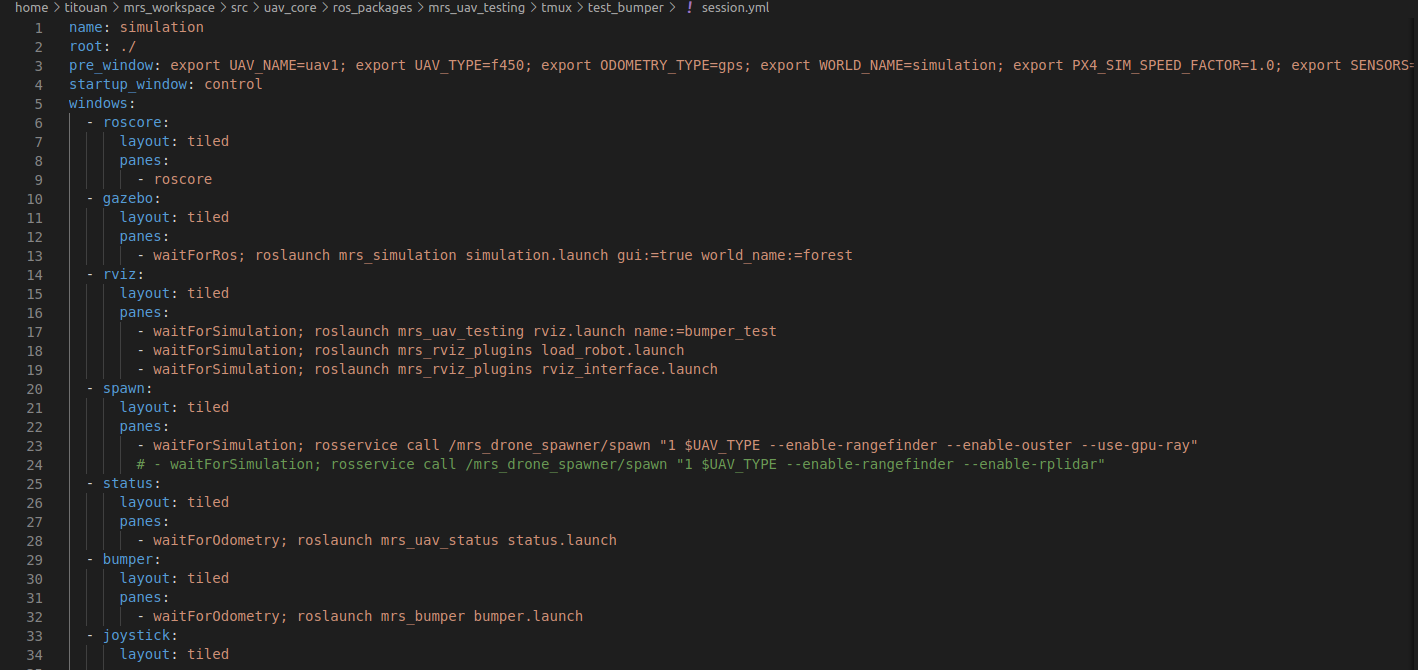 home > titouan > mrs_workspace > src > uav_core > ros_packages > mrs_uav_testing > tmux > test_bumper > ! session.yml
1 name: simulation
2 root: ./
3 pre_window: export UAV_NAME=uav1; export UAV_TYPE=f450; export ODOMETRY_TYPE=gps; export WORLD_NAME=simulation; export PX4_SIM_SPEED_FACTOR=1.0; export SENSORS=
4 startup_window: control
5 windows:
6   - roscore:
7       layout: tiled
8       panes:
9         - roscore
10   - gazebo:
11       layout: tiled
12       panes:
13         - waitForRos; roslaunch mrs_simulation simulation.launch gui:=true world_name:=forest
14   - rviz:
15       layout: tiled
16       panes:
17         - waitForSimulation; roslaunch mrs_uav_testing rviz.launch name:=bumper_test
18         - waitForSimulation; roslaunch mrs_rviz_plugins load_robot.launch
19         - waitForSimulation; roslaunch mrs_rviz_plugins rviz_interface.launch
20   - spawn:
21       layout: tiled
22       panes:
23         - waitForSimulation; rosservice call /mrs_drone_spawner/spawn "1 $UAV_TYPE --enable-rangefinder --enable-ouster --use-gpu-ray"
24         # - waitForSimulation; rosservice call /mrs_drone_spawner/spawn "1 $UAV_TYPE --enable-rangefinder --enable-rplidar"
25   - status:
26       layout: tiled
27       panes:
28         - waitForOdometry; roslaunch mrs_uav_status status.launch
29   - bumper:
30       layout: tiled
31       panes:
32         - waitForOdometry; roslaunch mrs_bumper bumper.launch
33   - joystick:
34       layout: tiled